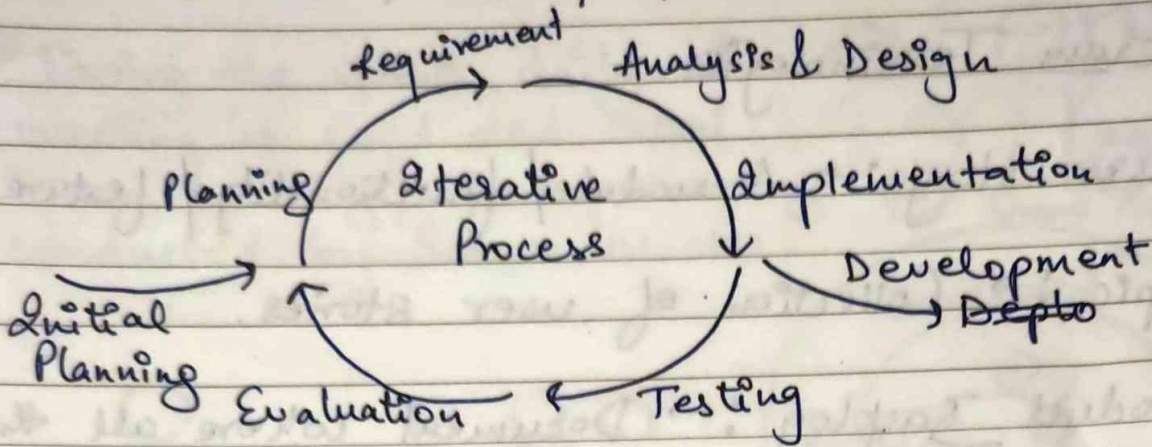 Requirement
Analysis & Design
Planning
Iterative
Process
Implementation
Development
Depto
Initial
Planning
Evaluation
Testing